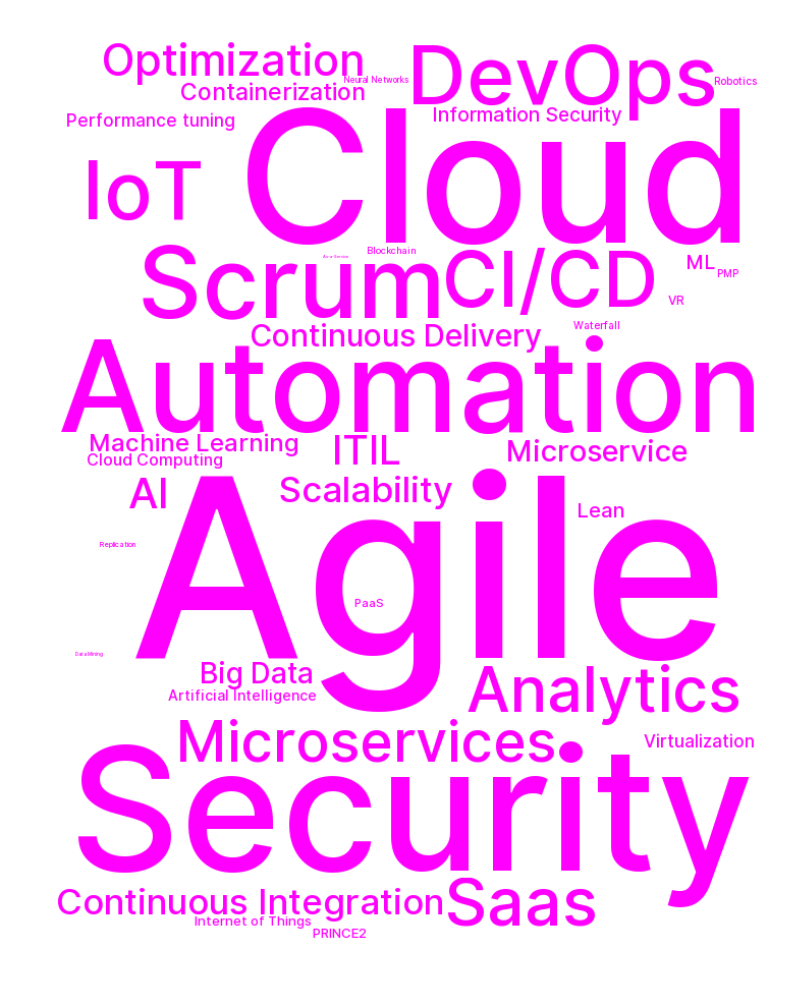 Optimization
DevOps
Neural Networks
Robotics
Containerization
Information Security
Performance tuning
Cloud
IoT
Scrum
Blockchain
CI/CD
ML
PMP
VR
Continuous Delivery
Waterfall
Automation
Machine Learning
ITIL
Microservice
Cloud Computing
AI
Scalability
Lean
Agile
Replication
PaaS
Data Mining
Big Data
Artificial Intelligence
Analytics
Microservices
Virtualization
Security
Continuous Integration
Saas
Internet of Things
PRINCE2